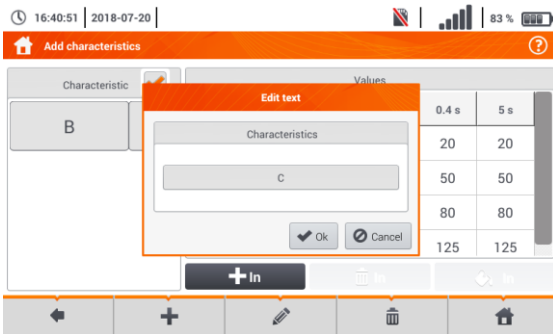 16:40:51 2018-07-20 83 %
Add characteristics
?
Characteristic Values
Edit text
0.4 s 5 s
Characteristics
B
20 20
C
50 50
80 80
Ok Cancel
125 125
In In In